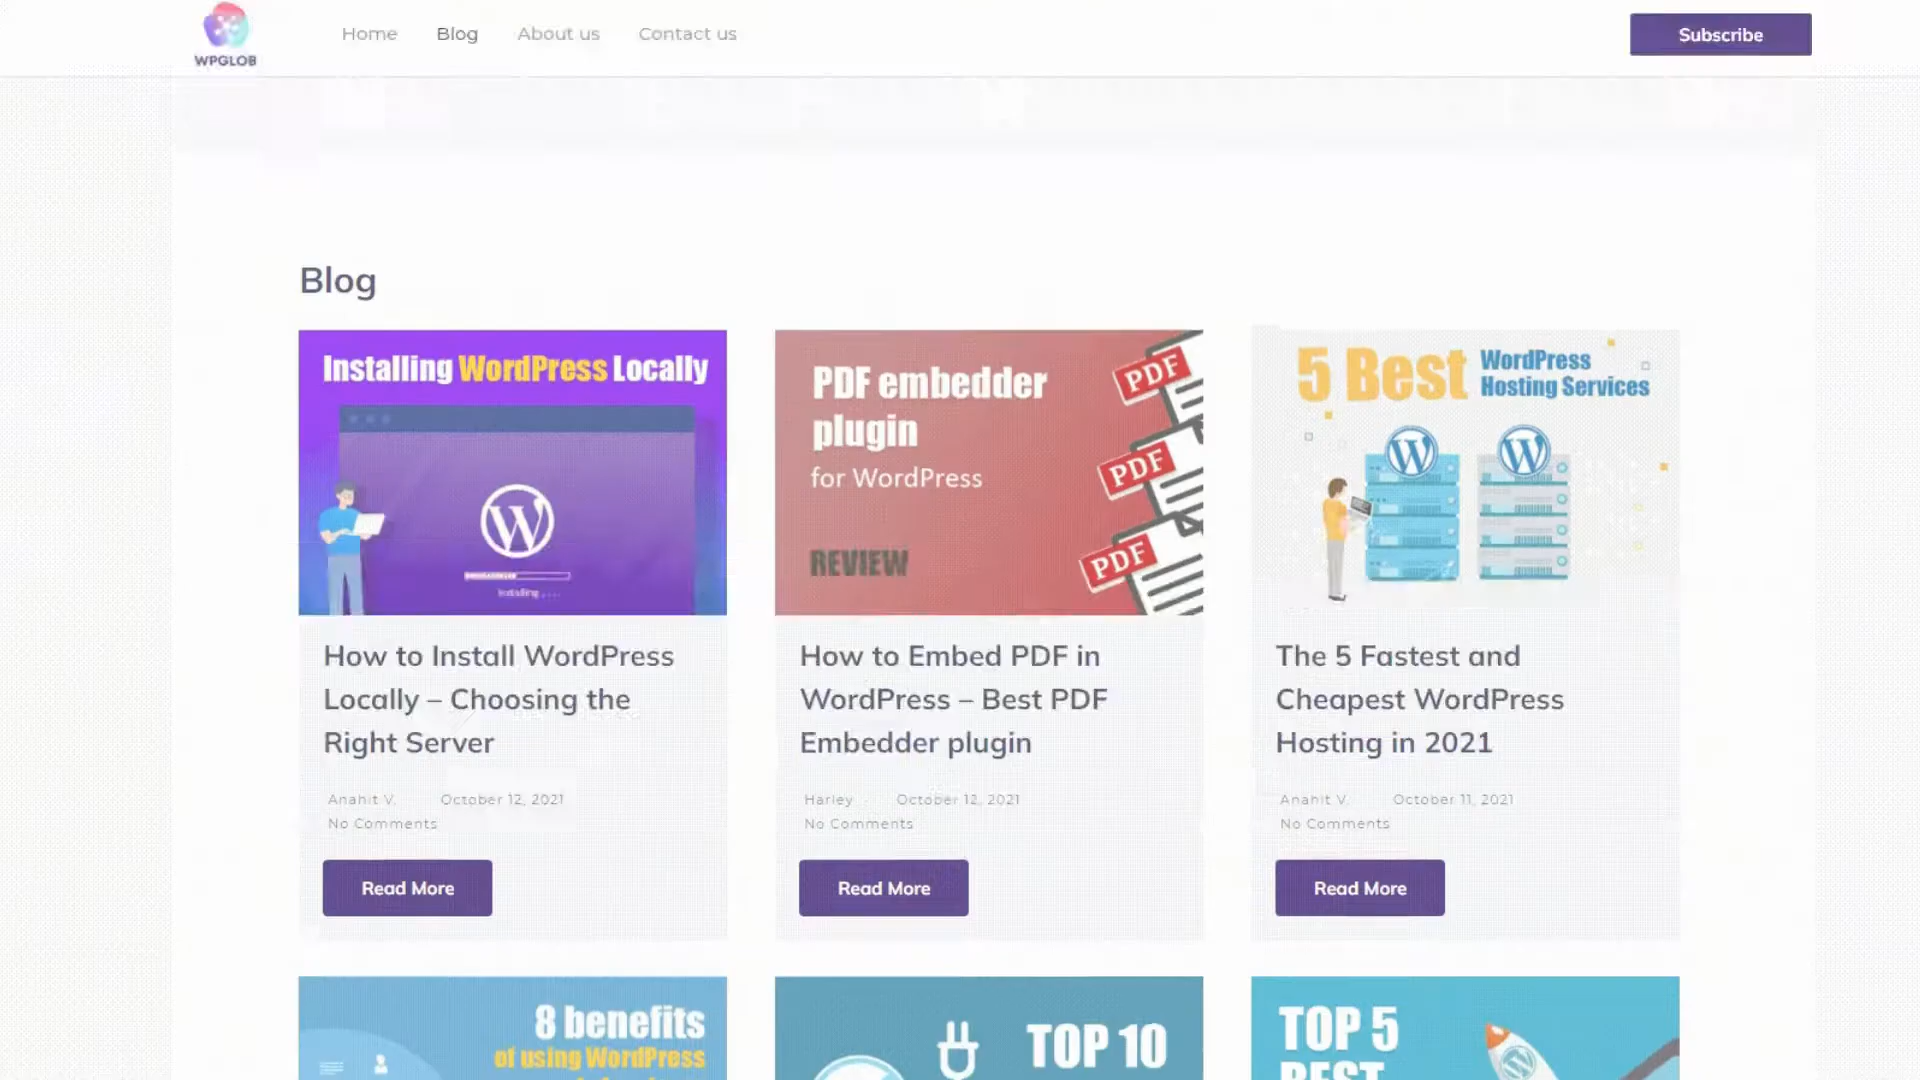 WPGLOB
Home
Blog
About us
Contact us
Subscribe
Blog
Installing WordPress Locally
Installing....
How to Install WordPress
Locally – Choosing the
Right Server
Anahit V.
October 12, 2021
No Comments
Read More
PDF embedder
plugin
for WordPress
REVIEW
PDF
PDF
PDF
How to Embed PDF in
WordPress – Best PDF
Embedder plugin
Harley
October 12, 2021
No Comments
Read More
5 Best WordPress
Hosting Services
The 5 Fastest and
Cheapest WordPress
Hosting in 2021
Anahit V.
October 11, 2021
No Comments
Read More
8 benefits
of using WordPress
TOP 10
TOP 5
BEST